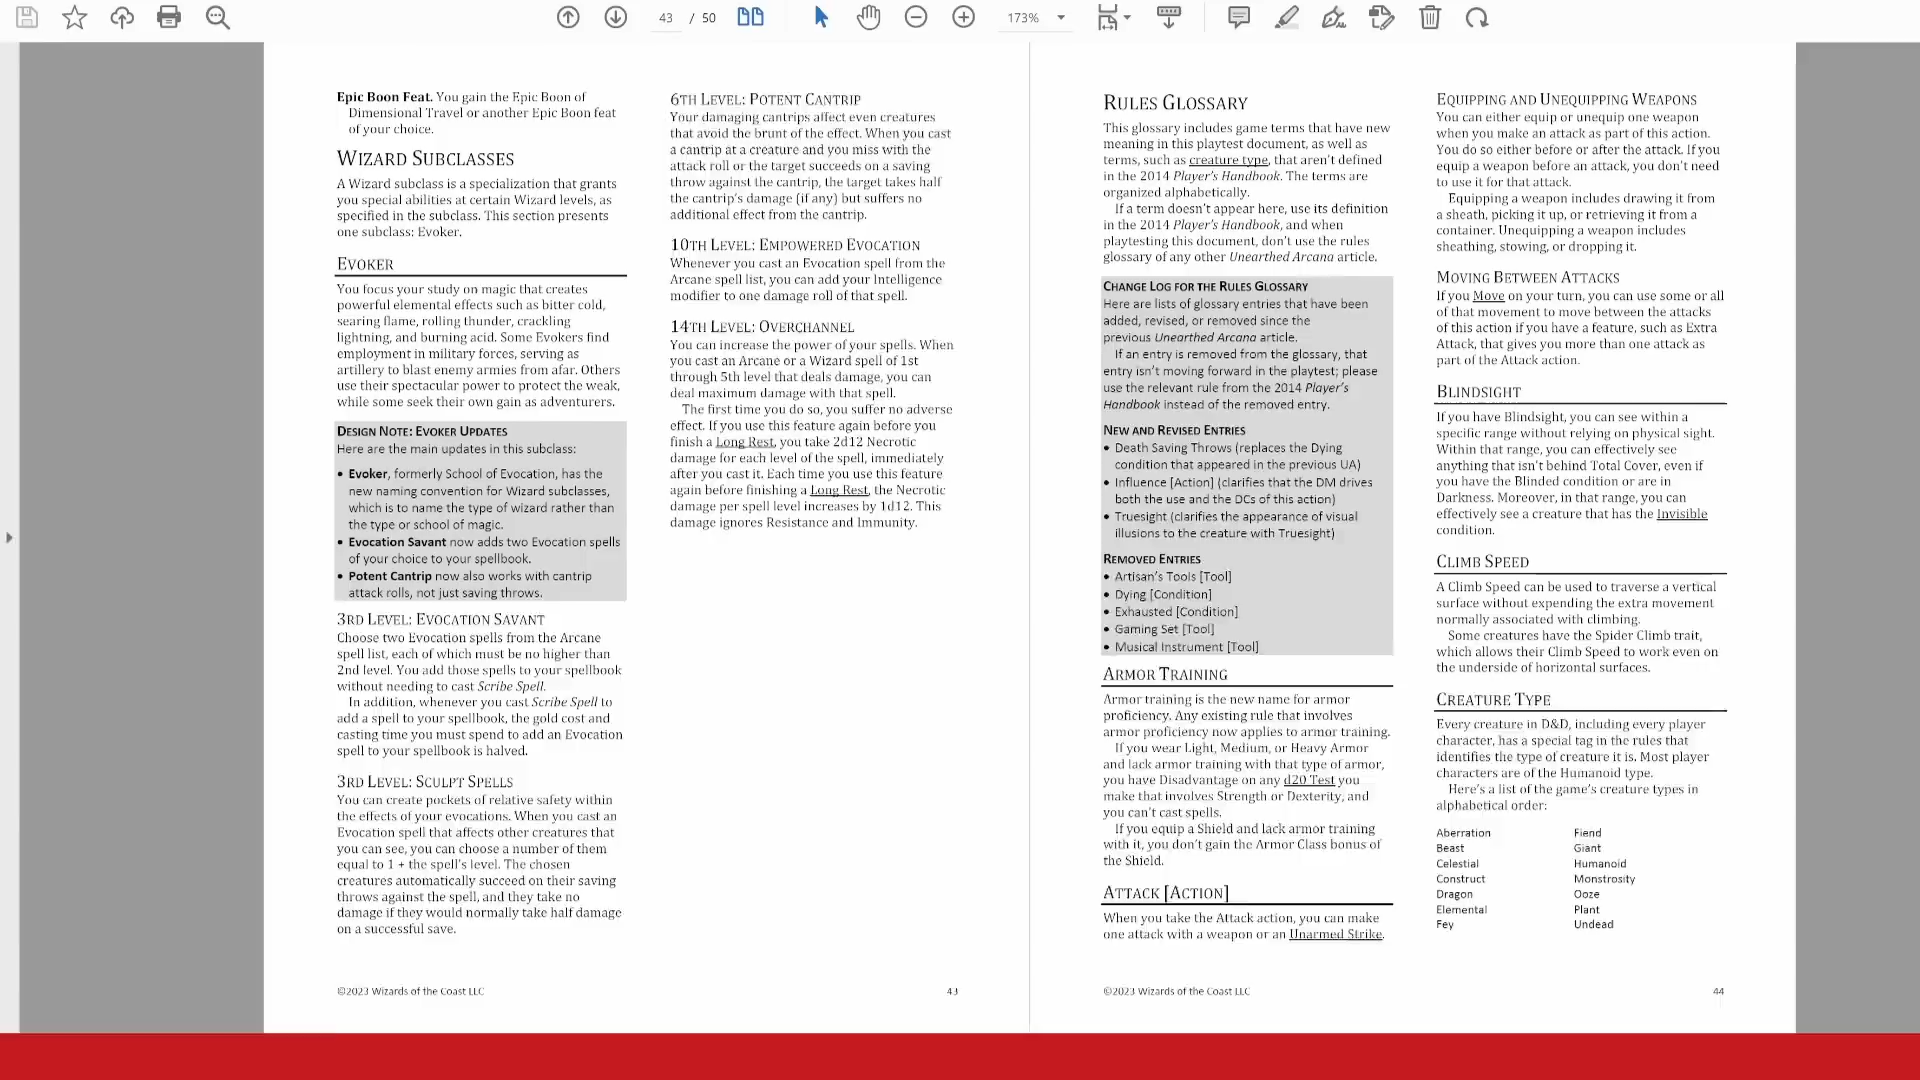 43 / 50
173%
Epic Boon Feat. You gain the Epic Boon of
Dimensional Travel or another Epic Boon feat
of your choice.
WIZARD SUBCLASSES
A Wizard subclass is a specialization that grants
you special abilities at certain Wizard levels, as
specified in the subclass. This section presents
one subclass: Evoker.
EVOKER
You focus your study on magic that creates
powerful elemental effects such as bitter cold,
searing flame, rolling thunder, crackling
lightning, and burning acid. Some Evokers find
employment in military forces, serving as
artillery to blast enemy armies from afar. Others
use their spectacular power to protect the weak,
while some seek their own gain as adventurers.
DESIGN NOTE: EVOKER UPDATES
Here are the main updates in this subclass:
• Evoker, formerly School of Evocation, has the
new naming convention for Wizard subclasses,
which is to name the type of wizard rather than
the type or school of magic.
• Evocation Savant now adds two Evocation spells
of your choice to your spellbook.
• Potent Cantrip now also works with cantrip
attack rolls, not just saving throws.
3RD LEVEL: EVOCATION SAVANT
Choose two Evocation spells from the Arcane
spell list, each of which must be no higher than
2nd level. You add those spells to your spellbook
without needing to cast Scribe Spell.
In addition, whenever you cast Scribe Spell to
add a spell to your spellbook, the gold cost and
casting time you must spend to add an Evocation
spell to your spellbook is halved.
3RD LEVEL: SCULPT SPELLS
You can create pockets of relative safety within
the effects of your evocations. When you cast an
Evocation spell that affects other creatures that
you can see, you can choose a number of them
equal to 1 + the spell's level. The chosen
creatures automatically succeed on their saving
throws against the spell, and they take no
damage if they would normally take half damage
on a successful save.
6TH LEVEL: POTENT CANTRIP
Your damaging cantrips affect even creatures
that avoid the brunt of the effect. When you cast
a cantrip at a creature and you miss with the
attack roll or the target succeeds on a saving
throw against the cantrip, the target takes half
the cantrip's damage (if any) but suffers no
additional effect from the cantrip.
10TH LEVEL: EMPOWERED EVOCATION
Whenever you cast an Evocation spell from the
Arcane spell list, you can add your Intelligence
modifier to one damage roll of that spell.
14TH LEVEL: OVERCHANNEL
You can increase the power of your spells. When
you cast an Arcane or a Wizard spell of 1st
through 5th level that deals damage, you can
deal maximum damage with that spell.
The first time you do so, you suffer no adverse
effect. If you use this feature again before you
finish a Long Rest, you take 2d12 Necrotic
damage for each level of the spell, immediately
after you cast it. Each time you use this feature
again before finishing a Long Rest, the Necrotic
damage per spell level increases by 1d12. This
damage ignores Resistance and Immunity.
©2023 Wizards of the Coast LLC
43
RULES GLOSSARY
This glossary includes game terms that have new
meaning in this playtest document, as well as
terms, such as creature type, that aren't defined
in the 2014 Player's Handbook. The terms are
organized alphabetically.
If a term doesn't appear here, use its definition
in the 2014 Player's Handbook, and when
playtesting this document, don't use the rules
glossary of any other Unearthed Arcana article.
CHANGE LOG FOR THE RULES GLOSSARY
Here are lists of glossary entries that have been
added, revised, or removed since the
previous Unearthed Arcana article.
If an entry is removed from the glossary, that
entry isn't moving forward in the playtest; please
use the relevant rule from the 2014 Player's
Handbook instead of the removed entry.
NEW AND REVISED ENTRIES
• Death Saving Throws (replaces the Dying
condition that appeared in the previous UA)
• Influence [Action] (clarifies that the DM drives
both the use and the DCs of this action)
• Truesight (clarifies the appearance of visual
illusions to the creature with Truesight)
REMOVED ENTRIES
• Artisan's Tools [Tool]
• Dying [Condition]
• Exhausted [Condition]
• Gaming Set [Tool]
• Musical Instrument [Tool]
ARMOR TRAINING
Armor training is the new name for armor
proficiency. Any existing rule that involves
armor proficiency now applies to armor training.
If you wear Light, Medium, or Heavy Armor
and lack armor training with that type of armor,
you have Disadvantage on any d20 Test you
make that involves Strength or Dexterity, and
you can't cast spells.
If you equip a Shield and lack armor training
with it, you don't gain the Armor Class bonus of
the Shield.
ATTACK [ACTION]
When you take the Attack action, you can make
one attack with a weapon or an Unarmed Strike.
EQUIPPING AND UNEQUIPPING WEAPONS
You can either equip or unequip one weapon
when you make an attack as part of this action.
You do so either before or after the attack. If you
equip a weapon before an attack, you don't need
to use it for that attack.
Equipping a weapon includes drawing it from
a sheath, picking it up, or retrieving it from a
container. Unequipping a weapon includes
sheathing, stowing, or dropping it.
MOVING BETWEEN ATTACKS
If you Move on your turn, you can use some or all
of that movement to move between the attacks
of this action if you have a feature, such as Extra
Attack, that gives you more than one attack as
part of the Attack action.
BLINDSIGHT
If you have Blindsight, you can see within a
specific range without relying on physical sight.
Within that range, you can effectively see
anything that isn't behind Total Cover, even if
you have the Blinded condition or are in
Darkness. Moreover, in that range, you can
effectively see a creature that has the Invisible
condition.
CLIMB SPEED
A Climb Speed can be used to traverse a vertical
surface without expending the extra movement
normally associated with climbing.
Some creatures have the Spider Climb trait,
which allows their Climb Speed to work even on
the underside of horizontal surfaces.
CREATURE TYPE
Every creature in D&D, including every player
character, has a special tag in the rules that
identifies the type of creature it is. Most player
characters are of the Humanoid type.
Here's a list of the game's creature types in
alphabetical order:
Aberration
Beast
Celestial
Construct
Dragon
Elemental
Fey
Fiend
Giant
Humanoid
Monstrosity
Ooze
Plant
Undead
©2023 Wizards of the Coast LLC
44